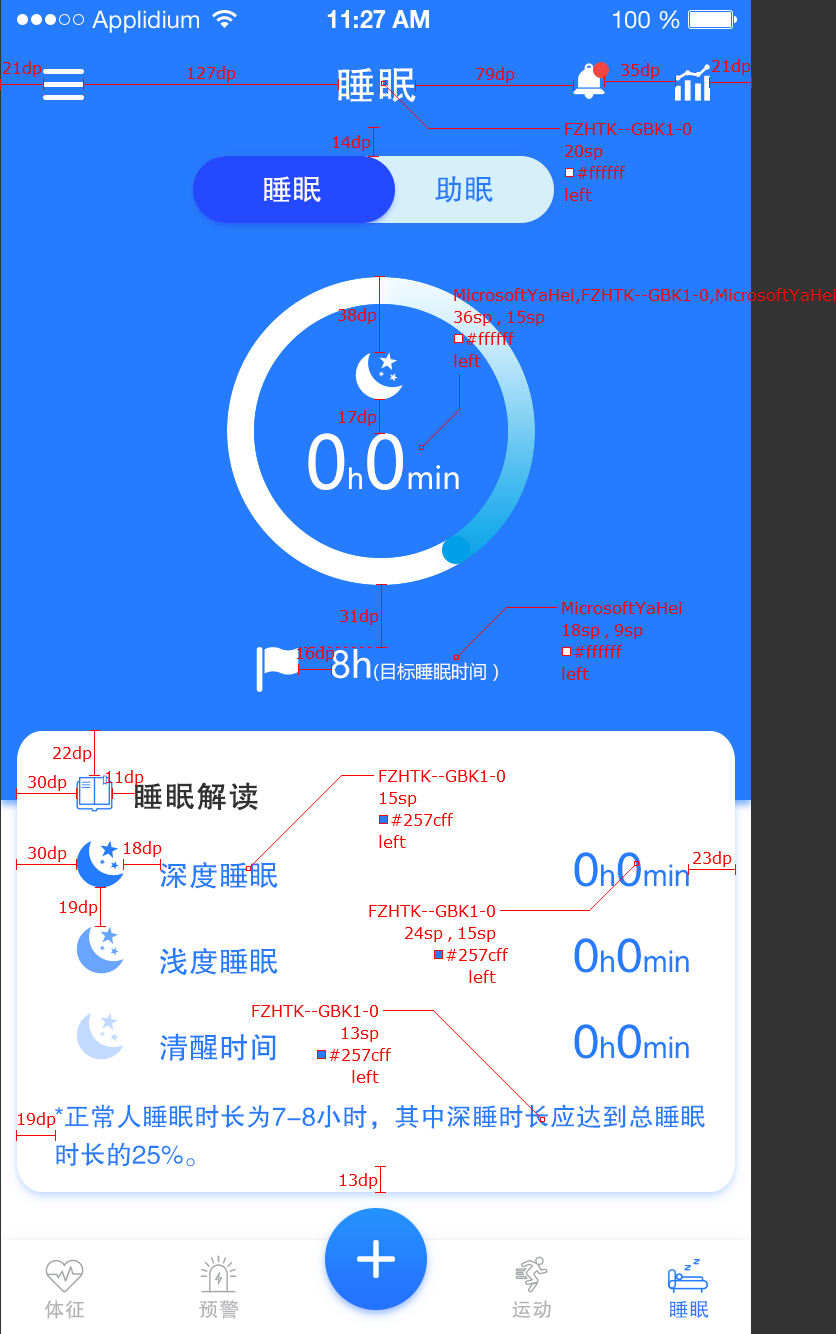 Applidium 11:27 AM 100 %
21dp 127dp 睡眠 79dp 35dp 21dp
FZHTK--GBK1-0
20sp
#ffffff
left
14dp
睡眠 助眠
MicrosoftYaHei,FZHTK--GBK1-0,MicrosoftYaHei
36sp , 15sp
#ffffff
left
38dp
17dp
0h0min
31dp
MicrosoftYaHei
18sp , 9sp
#ffffff
left
16dp
8h(目标睡眠时间 )
22dp
30dp 11dp 睡眠解读
FZHTK--GBK1-0
15sp
#257cff
left
30dp 18dp 深度睡眠 0h0min 23dp
19dp
FZHTK--GBK1-0
24sp , 15sp
#257cff
left
浅度睡眠 0h0min
FZHTK--GBK1-0
13sp
#257cff
left
清醒时间 0h0min
19dp
*正常人睡眠时长为7-8小时，其中深睡时长应达到总睡眠
时长的25%。
13dp
体征 预警 运动 睡眠